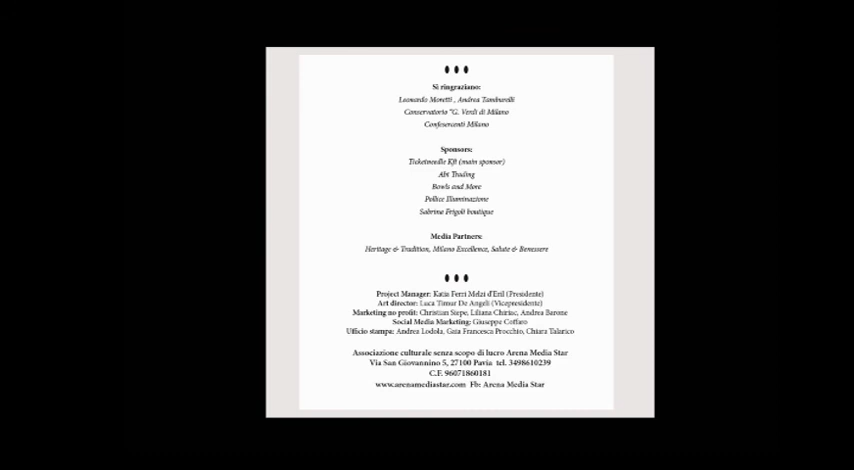 Si ringraziano:
Leonardo Moretti , Andrea Tamburelli
Conservatorio "G. Verdi di Milano
Confesercenti Milano
Sponsors:
Ticketneedle Kft (main sponsor)
Abi Trading
Bowls and More
Pollice Illuminazione
Sabrina Frigoli boutique
Media Partners:
Heritage & Tradition, Milano Excellence, Salute & Benessere
Project Manager: Katia Ferri Melzi d'Eril (Presidente)
Art director: Luca Timur De Angeli (Vicepresidente)
Marketing no profit: Christian Siepe, Liliana Chiriac, Andrea Barone
Social Media Marketing: Giuseppe Coffaro
Ufficio stampa: Andrea Lodola, Gaia Francesca Procchio, Chiara Talarico
Associazione culturale senza scopo di lucro Arena Media Star
Via San Giovannino 5, 27100 Pavia tel. 3498610239
C.F. 96071860181
www.arenamediastar.com Fb: Arena Media Star